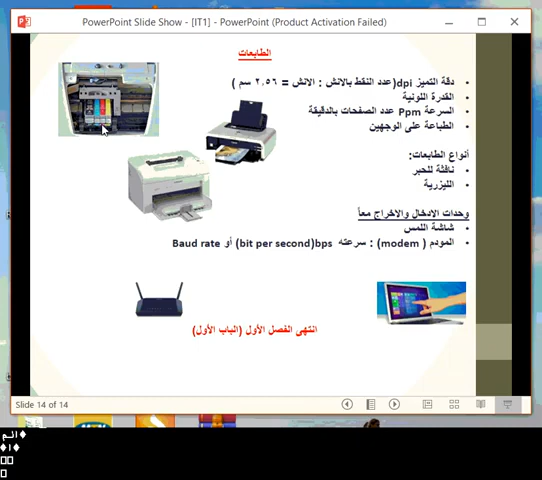 PowerPoint Slide Show - [IT1] - PowerPoint (Product Activation Failed)
الطابعات
دقة التميز dpi(عدد النقط بالانش : الانش = ٢,٥٦ سم )
القدرة اللونية
السرعة Ppm عدد الصفحات بالدقيقة
الطباعة على الوجهين
أنواع الطابعات:
نافثة للحبر
الليزرية
وحدات الادخال والاخراج معاً
شاشة اللمس
المودم ( modem) : سرعته bit per second)bps) أو Baud rate
انتهى الفصل الأول (الباب الأول)
Slide 14 of 14